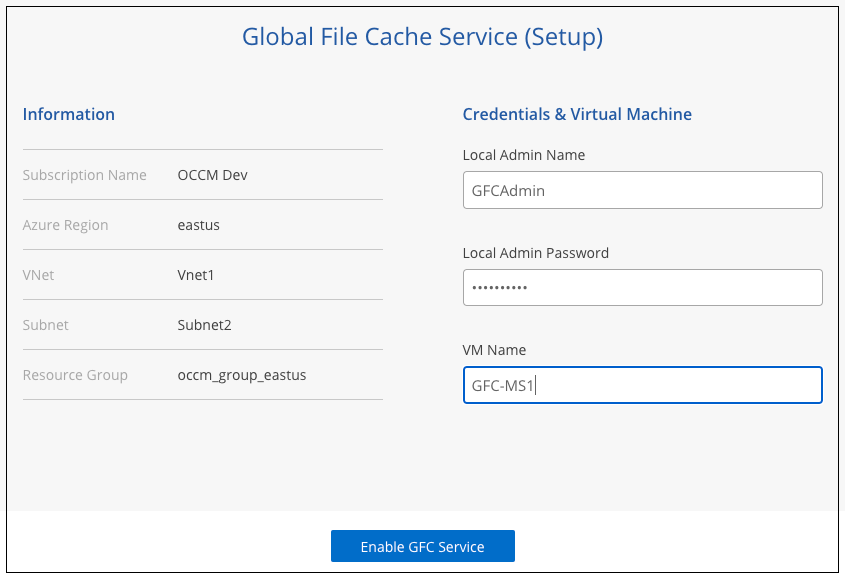 Global File Cache Service (Setup)
Information
Subscription Name OCCM Dev
Azure Region eastus
VNet Vnet1
Subnet Subnet2
Resource Group occm_group_eastus
Credentials & Virtual Machine
Local Admin Name
GFCAdmin
Local Admin Password
••••••••••
VM Name
GFC-MS1
Enable GFC Service